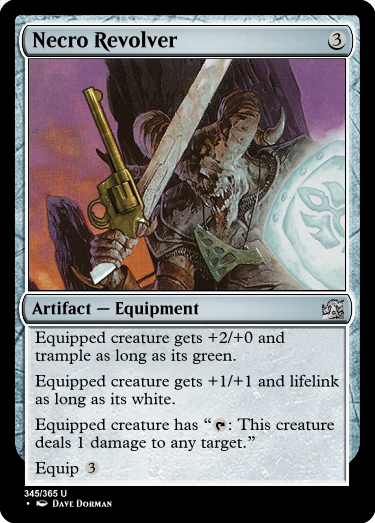 Necro Revolver 3
Artifact — Equipment
Equipped creature gets +2/+0 and
trample as long as its green.
Equipped creature gets +1/+1 and lifelink
as long as its white.
Equipped creature has “: This creature
deals 1 damage to any target.”
Equip 3
345/365 U
• Dave Dorman